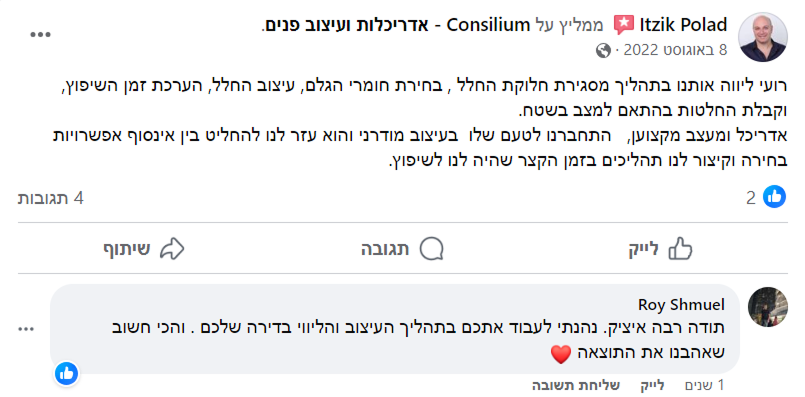 Itzik Polad ממליץ על Consilium - אדריכלות ועיצוב פנים.
8 באוגוסט 2022 ·
רועי ליווה אותנו בתהליך מסגירת חלוקת החלל , בחירת חומרי הגלם, עיצוב החלל, הערכת זמן השיפוץ,
וקבלת החלטות בהתאם למצב בשטח.
אדריכל ומעצב מקצוען, התחברנו לטעם שלו בעיצוב מודרני והוא עזר לנו להחליט בין אינסוף אפשרויות
בחירה וקיצור לנו תהליכים בזמן הקצר שהיה לנו לשיפוץ.
2
4 תגובות
לייק
תגובה
שיתוף
Roy Shmuel
תודה רבה איציק. נהנתי לעבוד אתכם בתהליך העיצוב והליווי בדירה שלכם . והכי חשוב
שאהבנו את התוצאה ❤️
1 שנים לייק שליחת תשובה